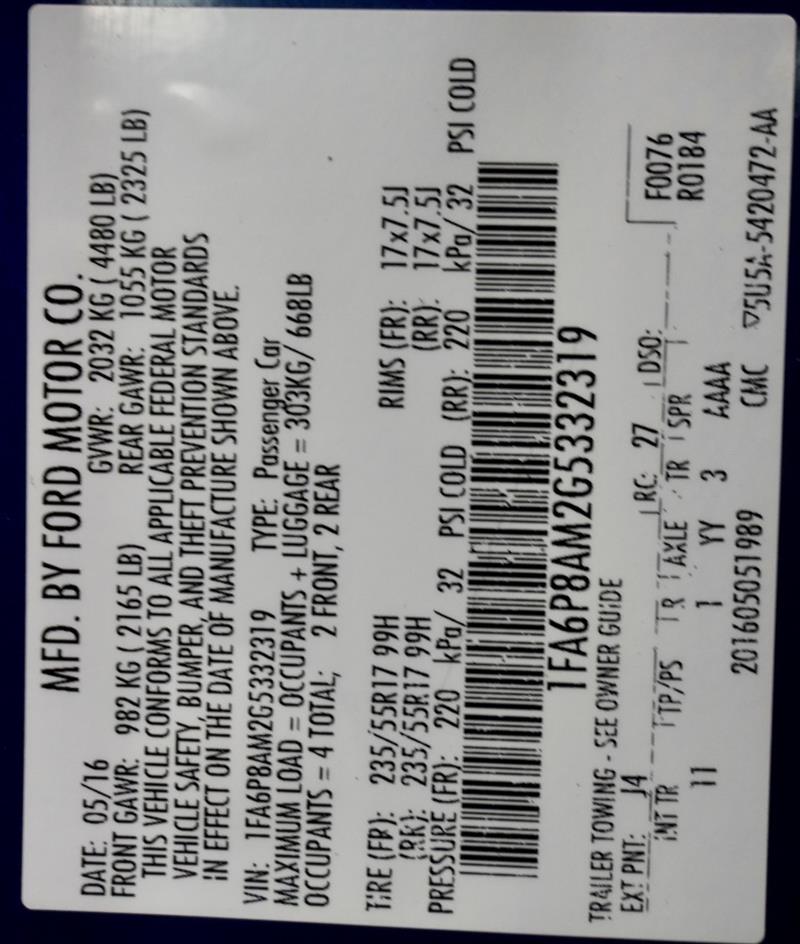 MFD. BY FORD MOTOR CO.
DATE: 05/16 GVWR: 2032 KG ( 4480 LB)
FRONT GAWR: 982 KG ( 2165 LB) REAR GAWR: 1055 KG ( 2325 LB)
THIS VEHICLE CONFORMS TO ALL APPLICABLE FEDERAL MOTOR
VEHICLE SAFETY, BUMPER, AND THEFT PREVENTION STANDARDS
IN EFFECT ON THE DATE OF MANUFACTURE SHOWN ABOVE.
VIN: 1FA6P8AM2G5332319 TYPE: Passenger Car
MAXIMUM LOAD = OCCUPANTS + LUGGAGE = 303KG/ 668LB
OCCUPANTS = 4 TOTAL; 2 FRONT, 2 REAR
TIRE (FR): 235/55R17 99H RIMS (FR): 17x7.5J
(RR): 235/55R17 99H (RR): 17x7.5J
PRESSURE (FR): 220 kPa/ 32 PSI COLD (RR): 220 kPa/ 32 PSI COLD
1FA6P8AM2G5332319
TRAILER TOWING - SEE OWNER GUIDE
EXT PNT: J4 RC: 27 DSO: F0076
INT TR TP/PS R AXLE TR SPR R0184
11 1 YY 3 AAAA
201605051989 CMC ▽5U5A-5420472-AA